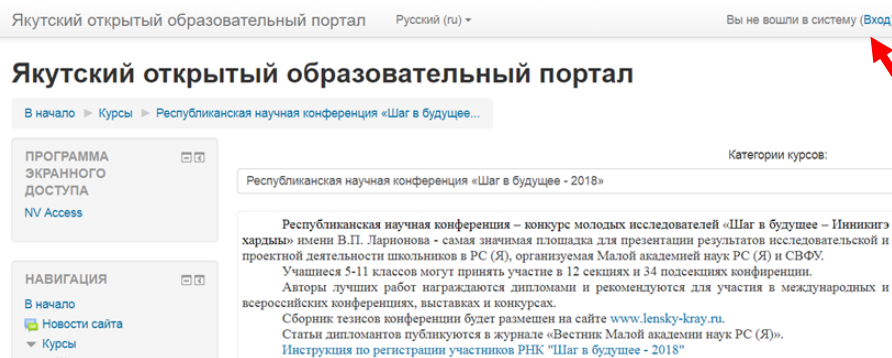 Якутский открытый образовательный портал Русский (ru) Вы не вошли в систему (Вход)
Якутский открытый образовательный портал
В начало Курсы Республиканская научная конференция «Шаг в будущее...
ПРОГРАММА ЭКРАННОГО ДОСТУПА
NV Access
НАВИГАЦИЯ
В начало
Новости сайта
Курсы
Категории курсов:
Республиканская научная конференция «Шаг в будущее - 2018»
Республиканская научная конференция – конкурс молодых исследователей «Шаг в будущее – Инникигэ
хардыы» имени В.П. Ларионова - самая значимая площадка для презентации результатов исследовательской и
проектной деятельности школьников в РС (Я), организуемая Малой академией наук РС (Я) и СВФУ.
Учащиеся 5-11 классов могут принять участие в 12 секциях и 34 подсекциях конфиренции.
Авторы лучших работ награждаются дипломами и рекомендуются для участия в международных и
всероссийских конференциях, выставках и конкурсах.
Сборник тезисов конференции будет размещен на сайте www.lensky-kray.ru.
Статьи дипломантов публикуются в журнале «Вестник Малой академии наук РС (Я)».
Инструкция по регистрации участников РНК "Шаг в будущее - 2018"